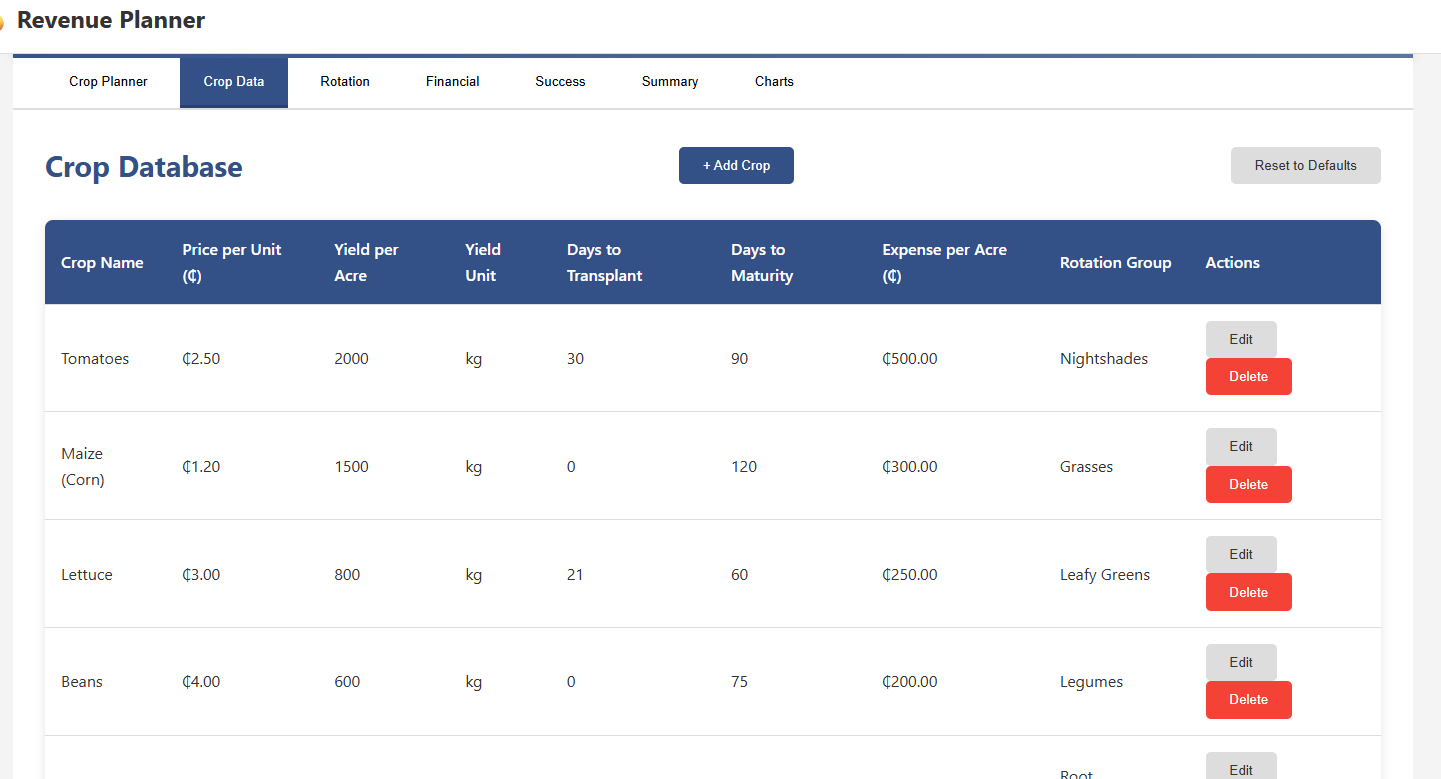 Revenue Planner
Crop Planner Crop Data Rotation Financial Success Summary Charts
Crop Database + Add Crop Reset to Defaults
Crop Name Price per Unit (₵) Yield per Acre Yield Unit Days to Transplant Days to Maturity Expense per Acre (₵) Rotation Group Actions
Tomatoes ₵2.50 2000 kg 30 90 ₵500.00 Nightshades Edit
Delete
Maize (Corn) ₵1.20 1500 kg 0 120 ₵300.00 Grasses Edit
Delete
Lettuce ₵3.00 800 kg 21 60 ₵250.00 Leafy Greens Edit
Delete
Beans ₵4.00 600 kg 0 75 ₵200.00 Legumes Edit
Delete
Root Edit